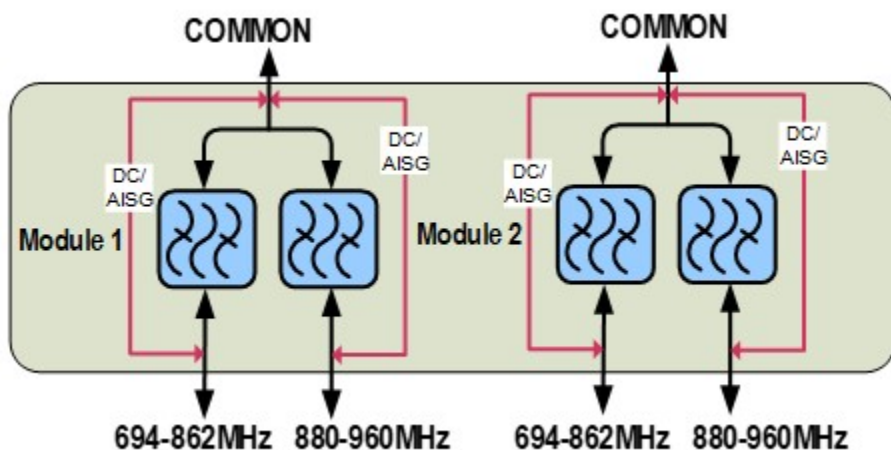 COMMON
COMMON
DC/
AISG
DC/
AISG
Module 1
DC/
AISG
DC/
AISG
Module 2
694-862MHz
880-960MHz
694-862MHz
880-960MHz